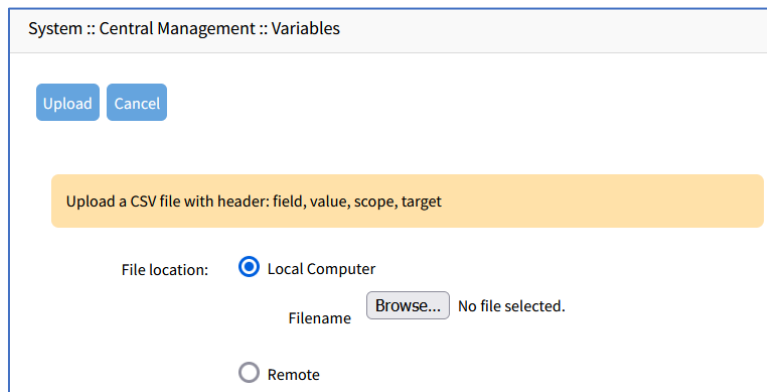 System :: Central Management :: Variables
Upload Cancel
Upload a CSV file with header: field, value, scope, target
File location: Local Computer
Filename Browse... No file selected.
Remote